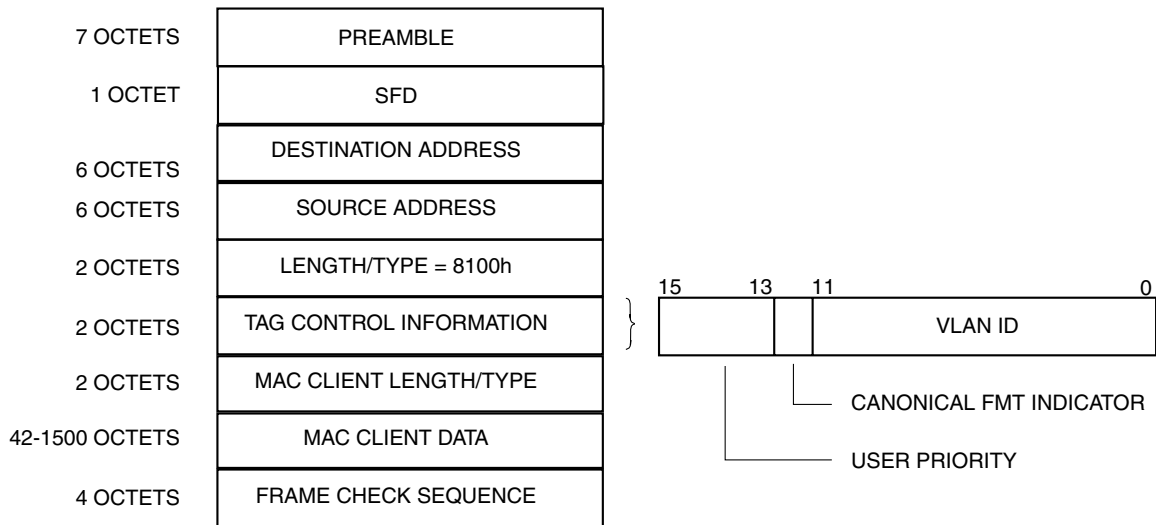 7 OCTETS PREAMBLE
1 OCTET SFD
6 OCTETS DESTINATION ADDRESS
6 OCTETS SOURCE ADDRESS
2 OCTETS LENGTH/TYPE = 8100h
2 OCTETS TAG CONTROL INFORMATION
2 OCTETS MAC CLIENT LENGTH/TYPE
42-1500 OCTETS MAC CLIENT DATA
4 OCTETS FRAME CHECK SEQUENCE
15 13 11 0
VLAN ID
CANONICAL FMT INDICATOR
USER PRIORITY